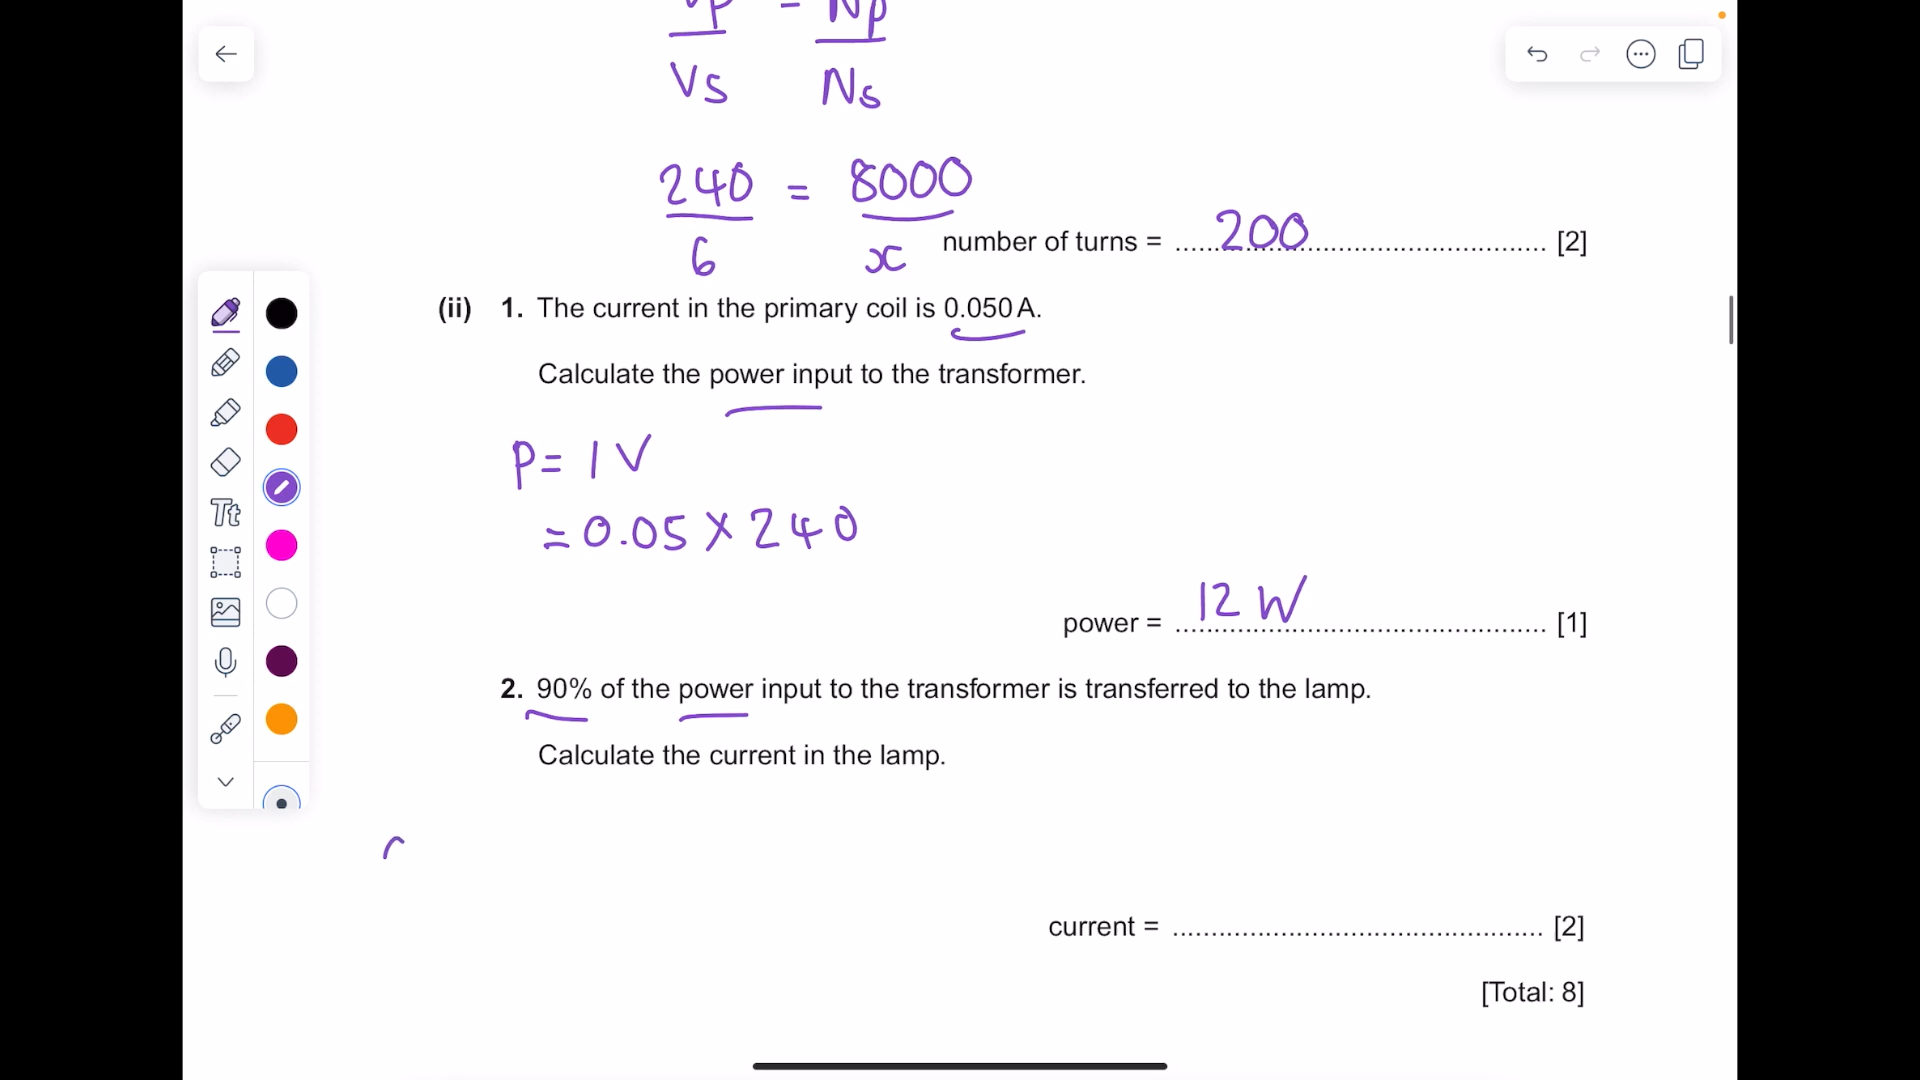 Vp = Np
Vs Ns
240 = 8000
6 x
number of turns = 200 [2]
(ii) 1. The current in the primary coil is 0.050 A.
Calculate the power input to the transformer.
P = IV
= 0.05 × 240
power = 12 W [1]
2. 90% of the power input to the transformer is transferred to the lamp.
Calculate the current in the lamp.
current = ................................................ [2]
[Total: 8]
Tt